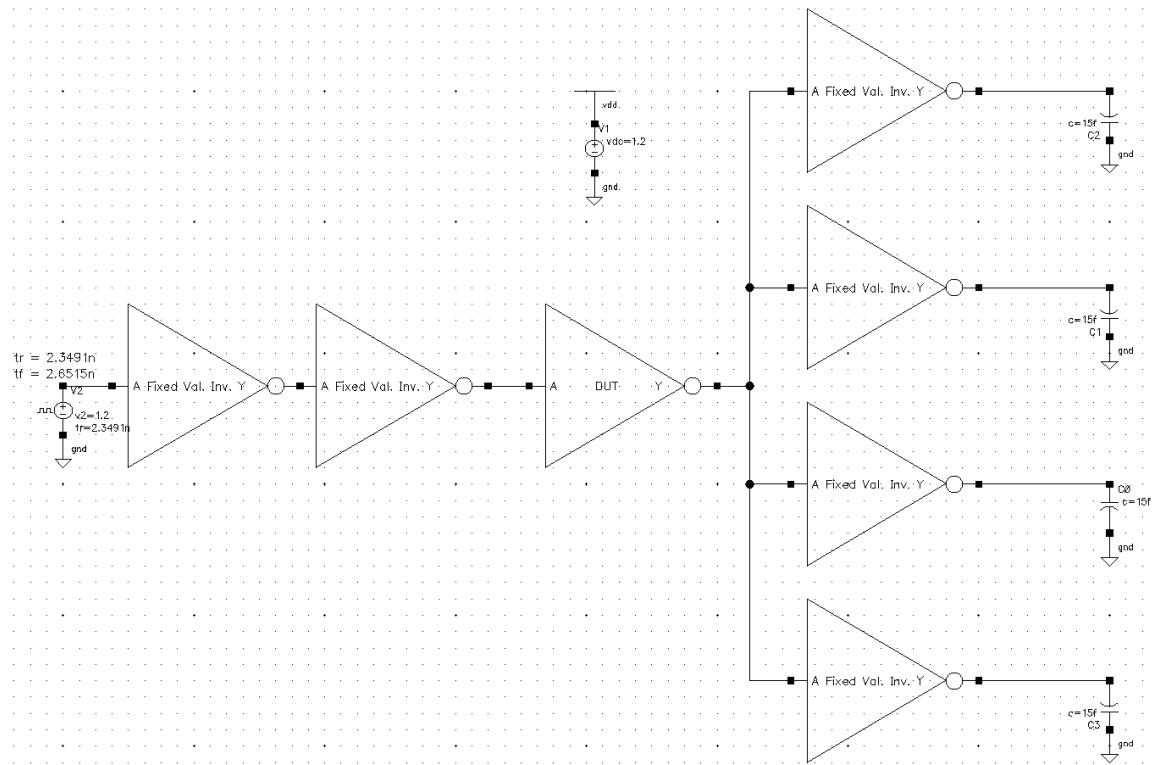 A Fixed Val. Inv. Y
c=15f
C2
gnd
vdd
V1
vdc=1.2
gnd
A Fixed Val. Inv. Y
c=15f
C1
gnd
tr = 2.3491n
tf = 2.6515n
V2
v2=1.2
tr=2.3491n
gnd
A Fixed Val. Inv. Y
A Fixed Val. Inv. Y
A DUT Y
A Fixed Val. Inv. Y
C0
c=15f
gnd
A Fixed Val. Inv. Y
c=15f
C3
gnd